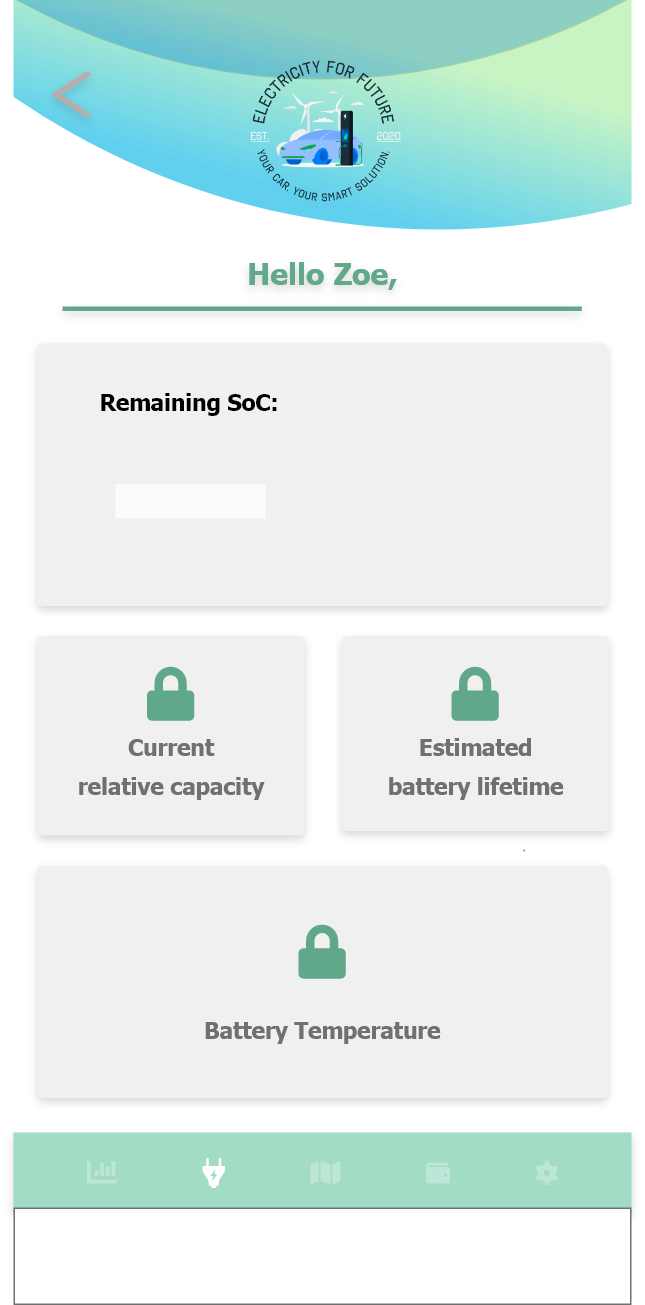 ELECTRICITY FOR FUTURE
EST. 2020
YOUR CAR. YOUR SMART SOLUTION.
Hello Zoe,
Remaining SoC:
Current
relative capacity
Estimated
battery lifetime
Battery Temperature